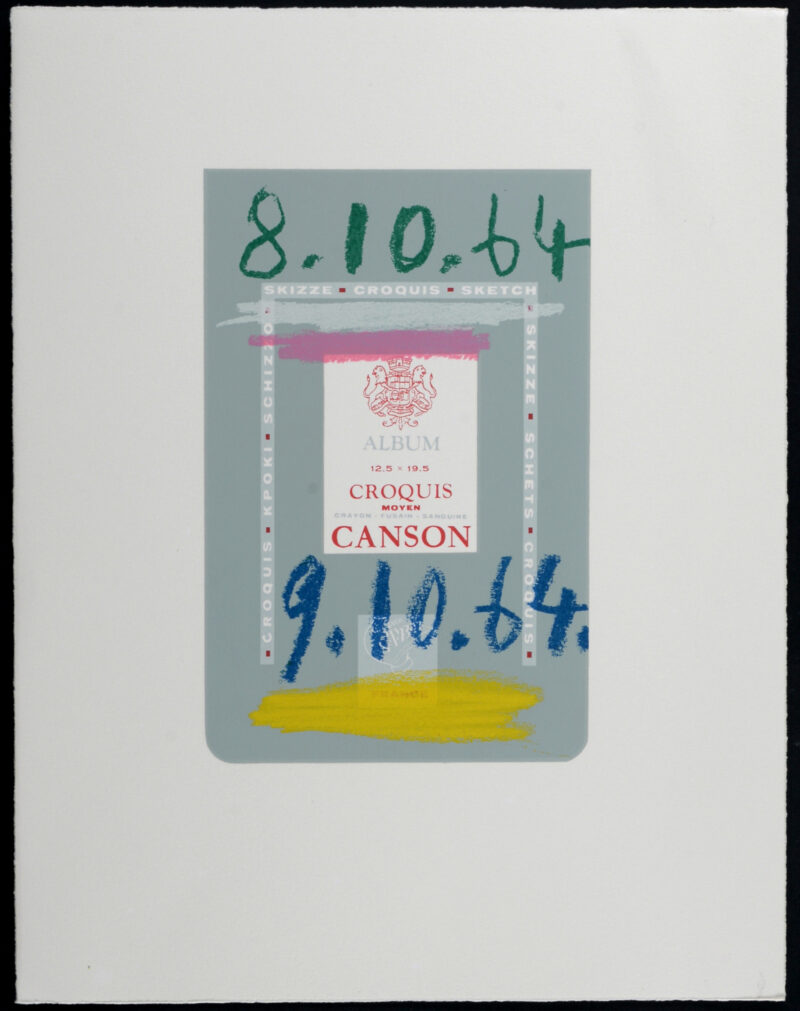 8.10.64
SKIZZE ▪ CROQUIS ▪ SKETCH
CROQUIS ▪ KPOKI ▪ SCHIZZO
SKIZZE ▪ SCHETS ▪ CROQUIS
ALBUM
12.5 × 19.5
CROQUIS
MOYEN
CRAYON - FUSAIN - SANGUINE
CANSON
9.10.64.
FRANCE